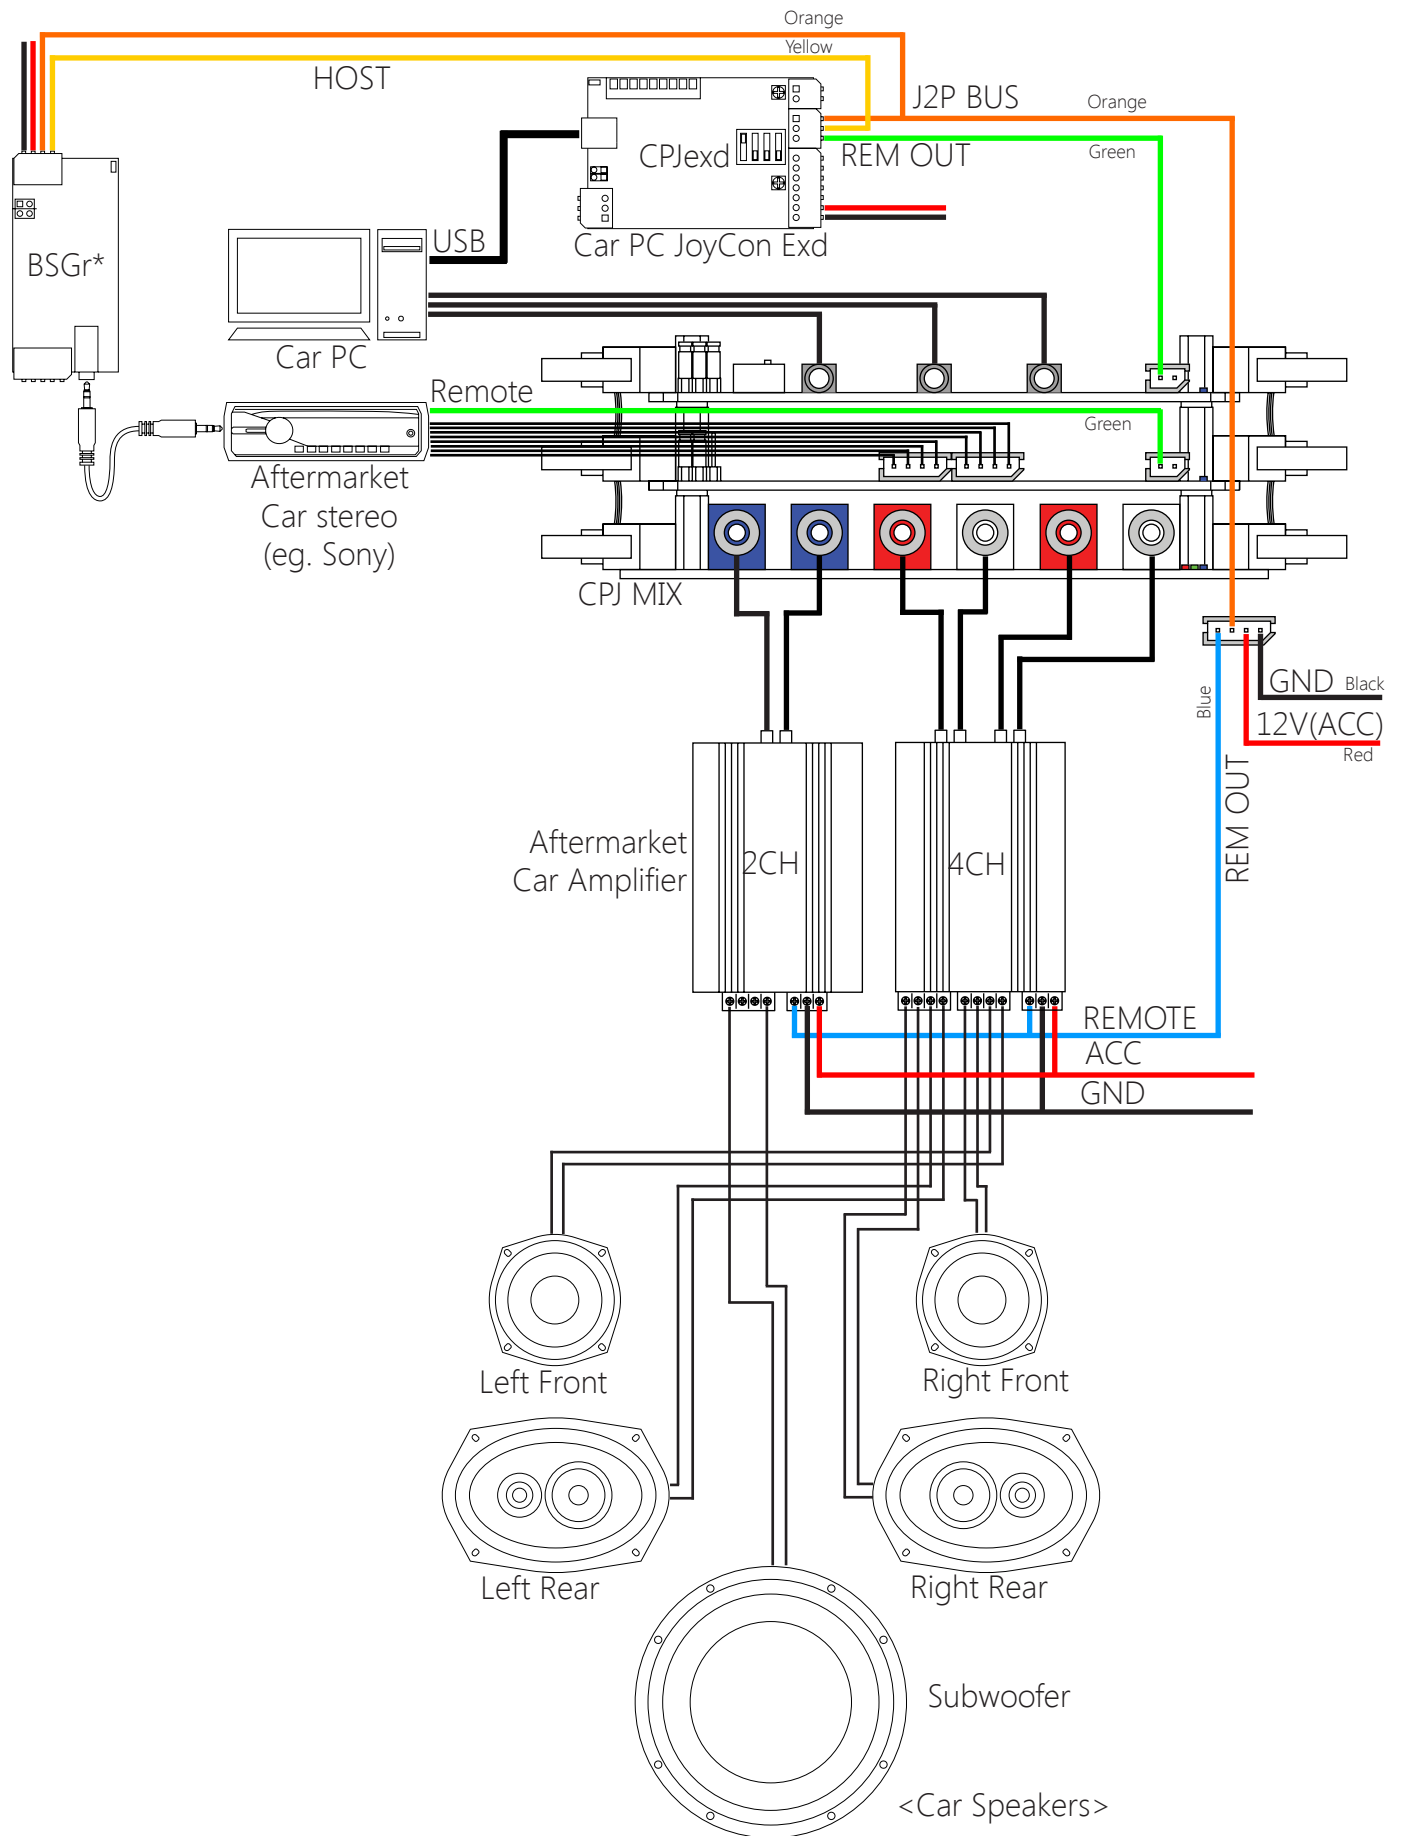 Orange
Yellow
HOST
J2P BUS
Orange
CPJexd
REM OUT
Green
BSGr*
USB
Car PC JoyCon Exd
Car PC
Remote
Green
Aftermarket
Car stereo
(eg. Sony)
CPJ MIX
Blue
GND Black
12V(ACC)
Red
REM OUT
Aftermarket
Car Amplifier
2CH
4CH
REMOTE
ACC
GND
Left Front
Right Front
Left Rear
Right Rear
Subwoofer
<Car Speakers>